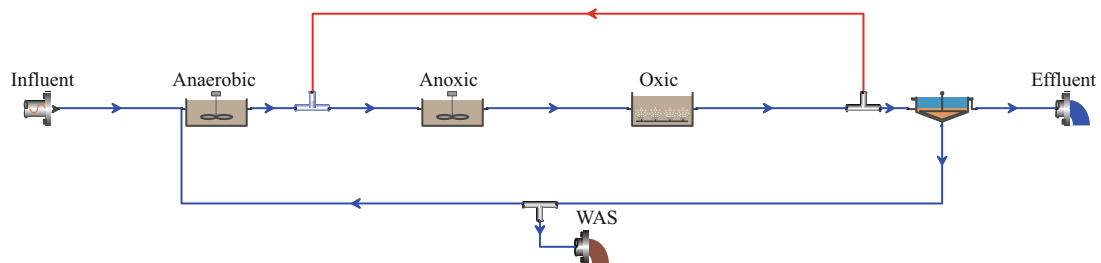 Influent
Anaerobic
Anoxic
Oxic
Effluent
WAS